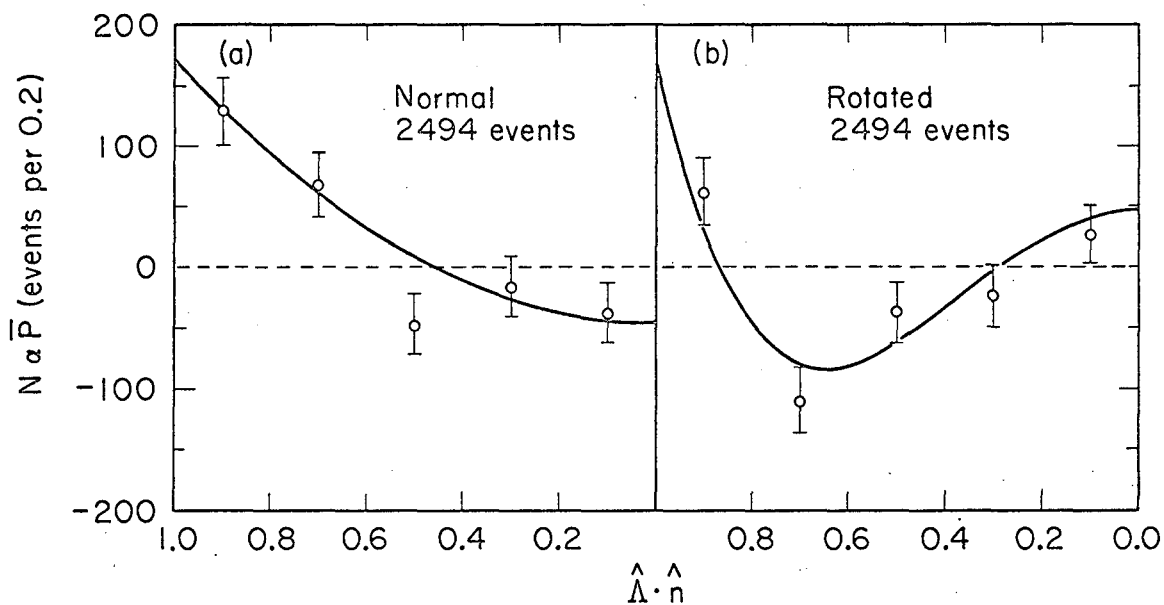 N α P̅ (events per 0.2)
200
100
0
−100
−200
(a)
Normal
2494 events
(b)
Rotated
2494 events
1.0 0.8 0.6 0.4 0.2 0.8 0.6 0.4 0.2 0.0
Λ̂ · n̂